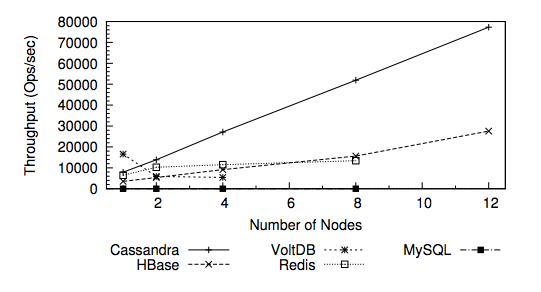 80000
70000
60000
50000
40000
30000
20000
10000
0
Throughput (Ops/sec)
2 4 6 8 10 12
Number of Nodes
Cassandra VoltDB MySQL
HBase Redis